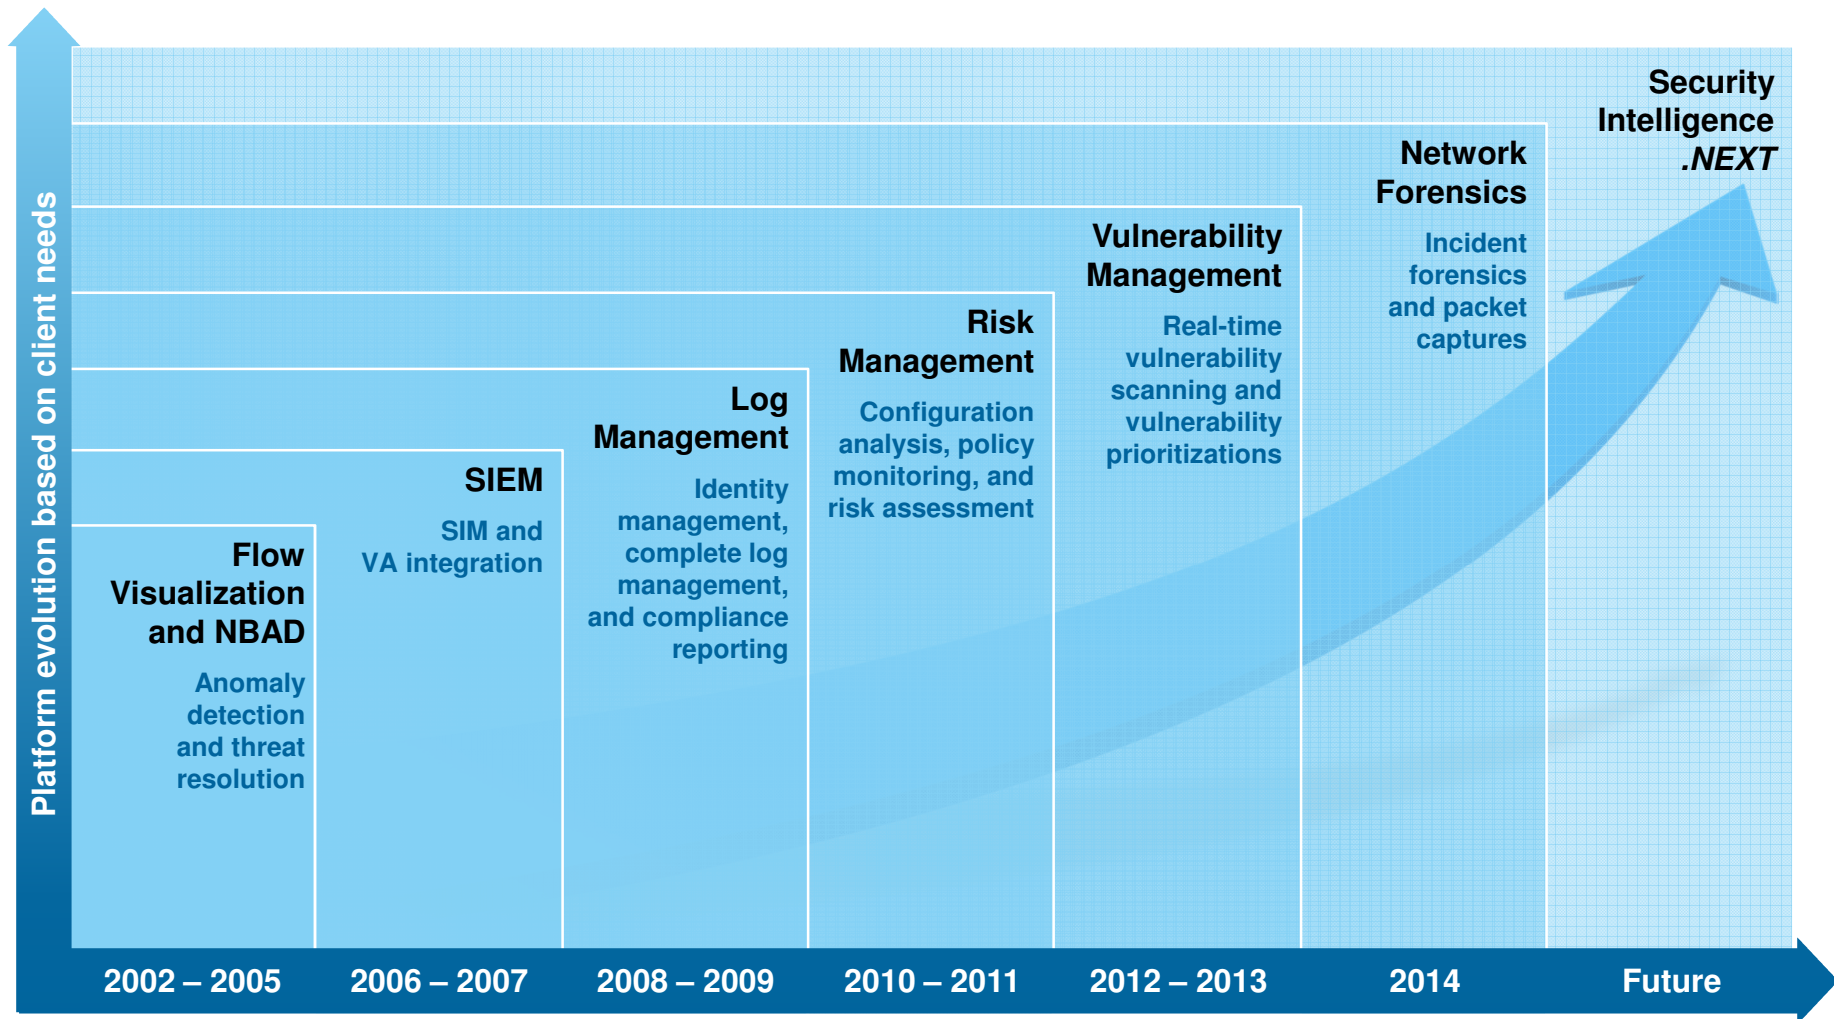 Platform evolution based on client needs
Flow
Visualization
and NBAD
Anomaly
detection
and threat
resolution
SIEM
SIM and
VA integration
Log
Management
Identity
management,
complete log
management,
and compliance
reporting
Risk
Management
Configuration
analysis, policy
monitoring, and
risk assessment
Vulnerability
Management
Real-time
vulnerability
scanning and
vulnerability
prioritizations
Network
Forensics
Incident
forensics
and packet
captures
Security
Intelligence
.NEXT
2002 – 2005
2006 – 2007
2008 – 2009
2010 – 2011
2012 – 2013
2014
Future